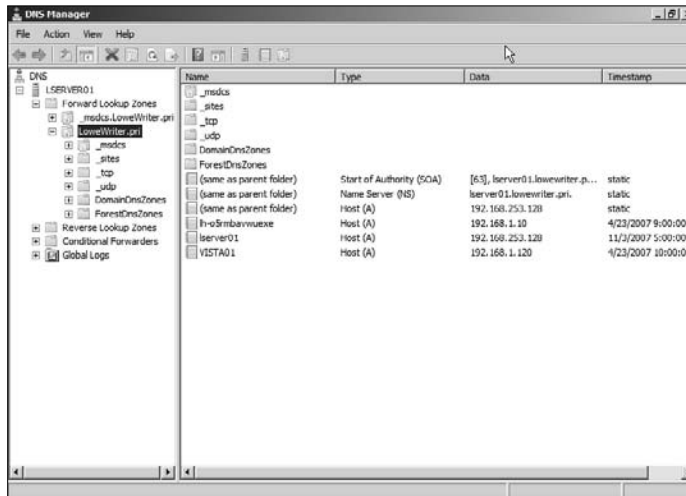 DNS Manager
File Action View Help
DNS
LSERVER01
Forward Lookup Zones
_msdcs.LoweWriter.pri
LoweWriter.pri
_msdcs
_sites
_tcp
_udp
DomainDnsZones
ForestDnsZones
Reverse Lookup Zones
Conditional Forwarders
Global Logs
Name Type Data Timestamp
_msdcs
_sites
_tcp
_udp
DomainDnsZones
ForestDnsZones
(same as parent folder) Start of Authority (SOA) [63], lserver01.lowewriter.p... static
(same as parent folder) Name Server (NS) lserver01.lowewriter.pri. static
(same as parent folder) Host (A) 192.168.253.128 static
lh-o5rmbavwuexe Host (A) 192.168.1.10 4/23/2007 9:00:00
lserver01 Host (A) 192.168.253.128 11/3/2007 5:00:00
VISTA01 Host (A) 192.168.1.120 4/23/2007 10:00:0